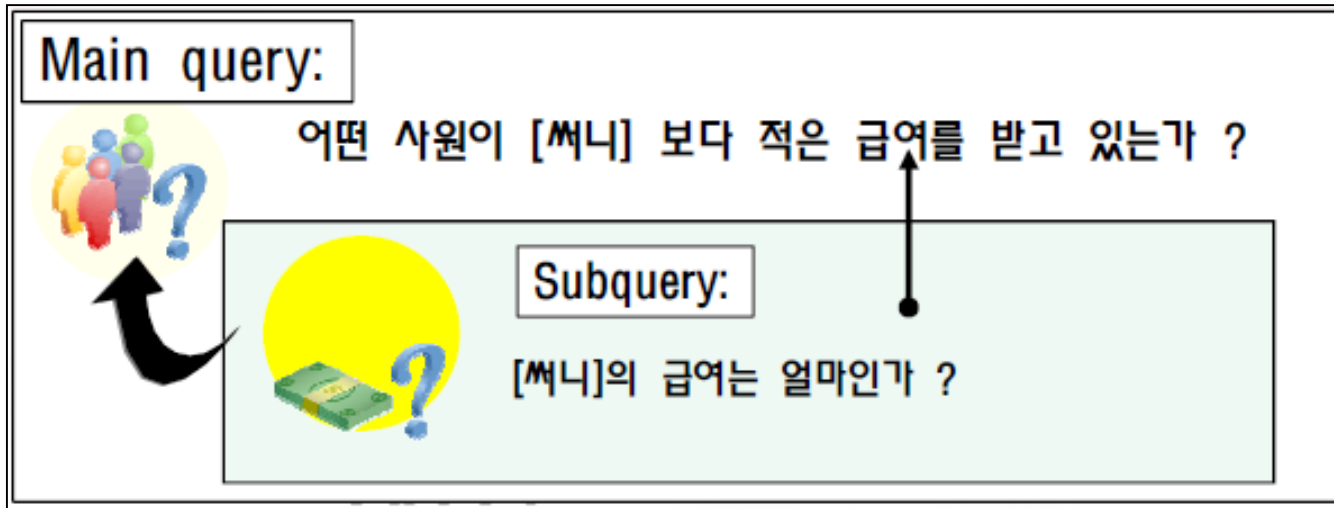 Main query:
어떤 사원이 [써니] 보다 적은 급여를 받고 있는가 ?
Subquery:
[써니]의 급여는 얼마인가 ?